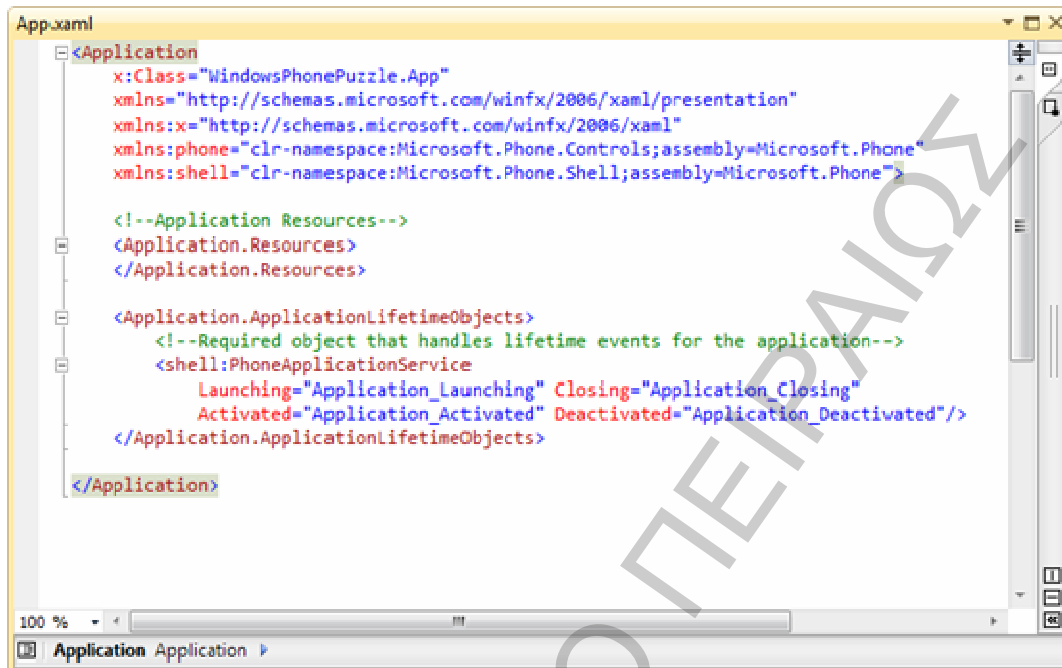 App.xaml
<Application
x:Class="WindowsPhonePuzzle.App"
xmlns="http://schemas.microsoft.com/winfx/2006/xaml/presentation"
xmlns:x="http://schemas.microsoft.com/winfx/2006/xaml"
xmlns:phone="clr-namespace:Microsoft.Phone.Controls;assembly=Microsoft.Phone"
xmlns:shell="clr-namespace:Microsoft.Phone.Shell;assembly=Microsoft.Phone">
<!--Application Resources-->
<Application.Resources>
</Application.Resources>
<Application.ApplicationLifetimeObjects>
<!--Required object that handles lifetime events for the application-->
<shell:PhoneApplicationService
Launching="Application_Launching" Closing="Application_Closing"
Activated="Application_Activated" Deactivated="Application_Deactivated"/>
</Application.ApplicationLifetimeObjects>
</Application>
100 %
Application Application
Ο ΠΕΙΡΑΙΩΣ